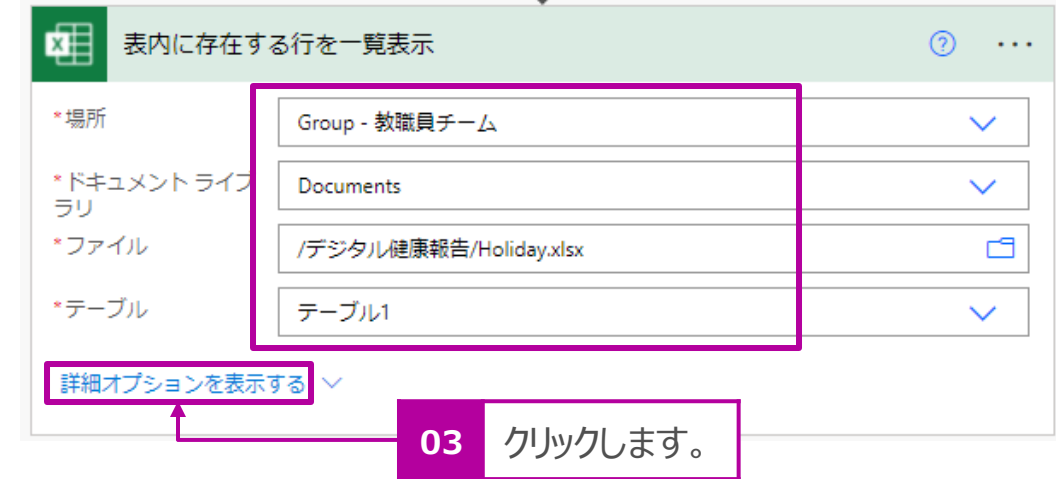 表内に存在する行を一覧表示
*場所
Group - 教職員チーム
*ドキュメント ライブ
ラリ
Documents
*ファイル
/デジタル健康報告/Holiday.xlsx
*テーブル
テーブル1
詳細オプションを表示する
03 クリックします。